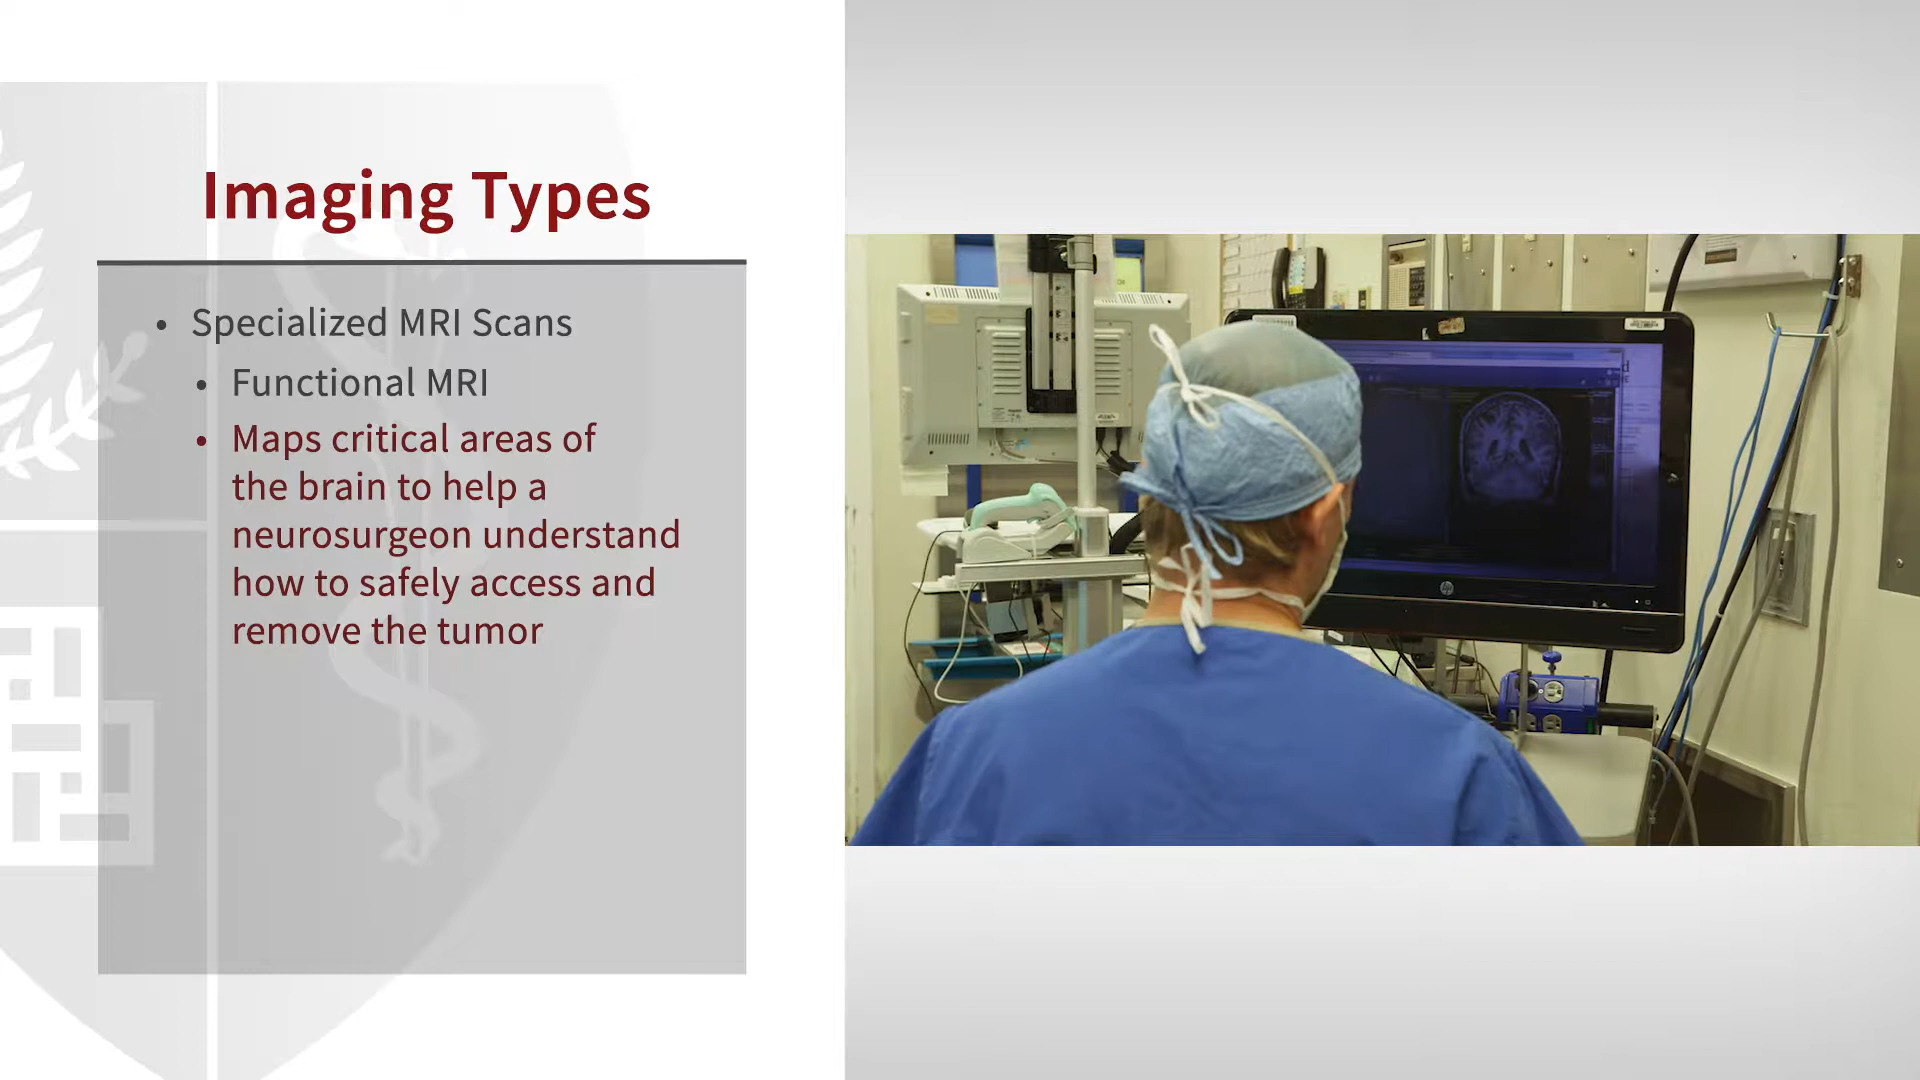 Imaging Types
• Specialized MRI Scans
• Functional MRI
• Maps critical areas of
the brain to help a
neurosurgeon understand
how to safely access and
remove the tumor
hp